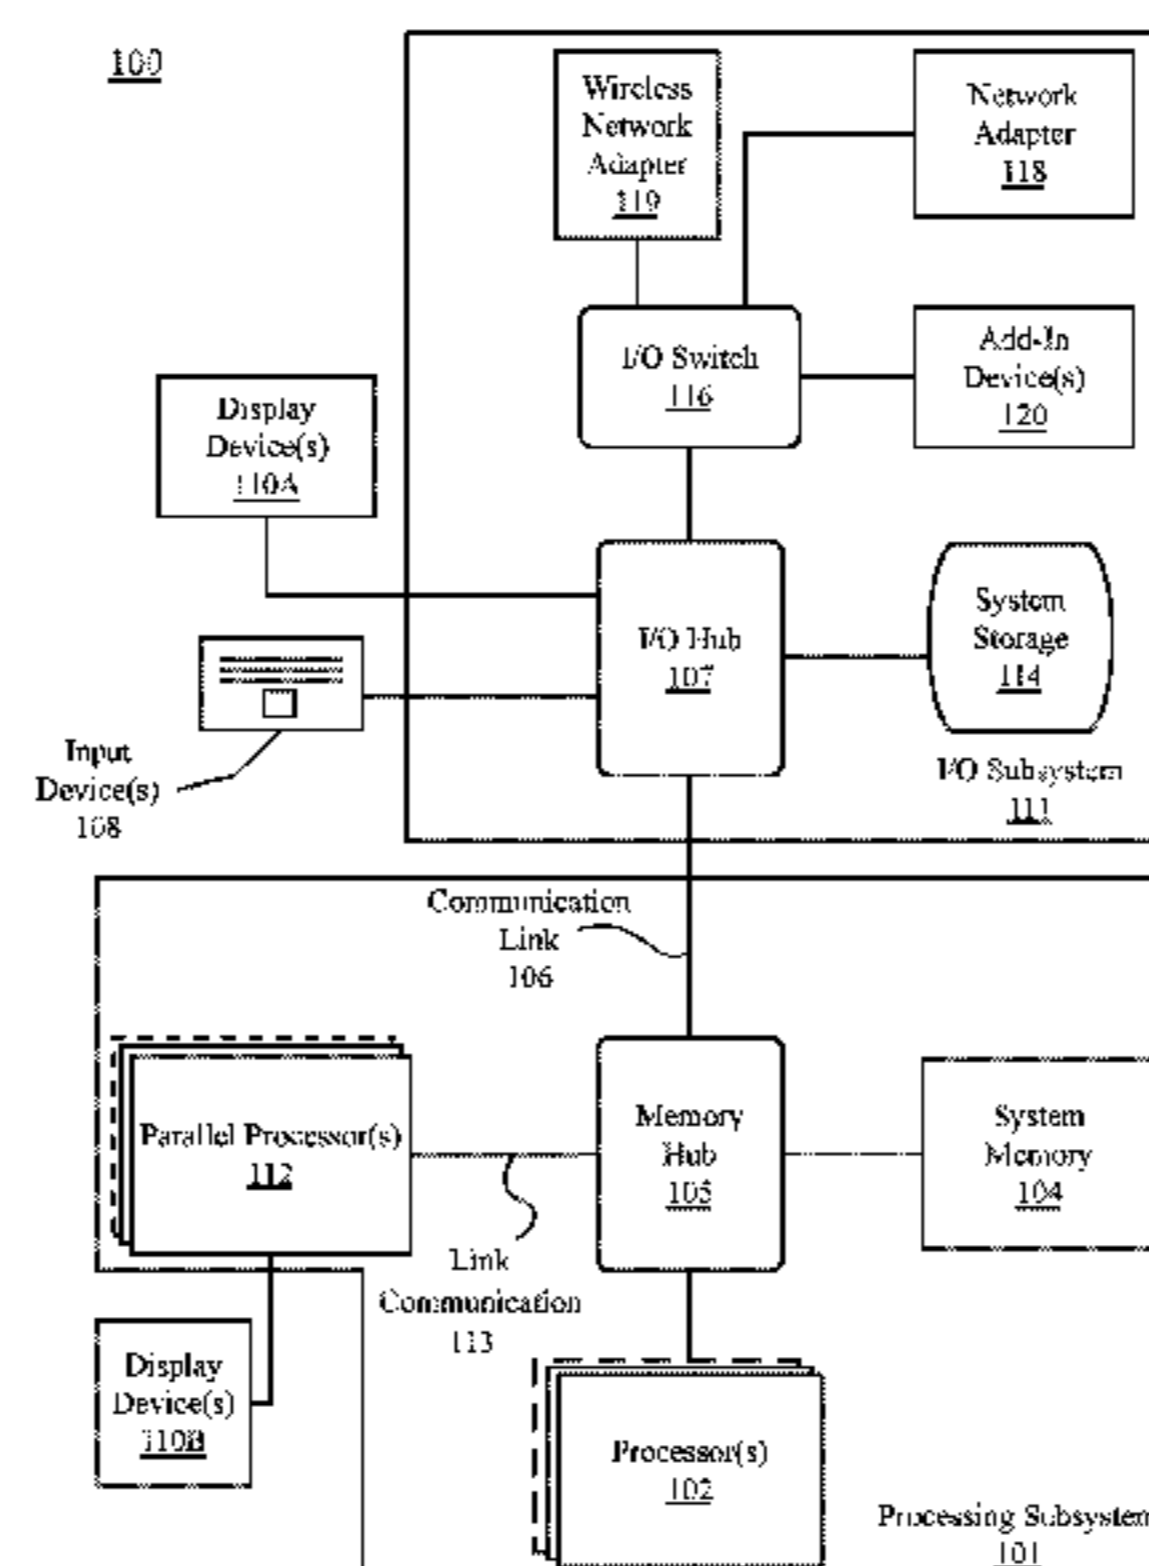 100
Wireless
Network
Adapter
119
Network
Adapter
118
I/O Switch
116
Add-In
Device(s)
120
Display
Device(s)
110A
I/O Hub
107
System
Storage
114
Input
Device(s)
108
I/O Subsystem
111
Communication
Link
106
Parallel Processor(s)
112
Memory
Hub
105
System
Memory
104
Link
Communication
113
Display
Device(s)
110B
Processor(s)
102
Processing Subsystem
101